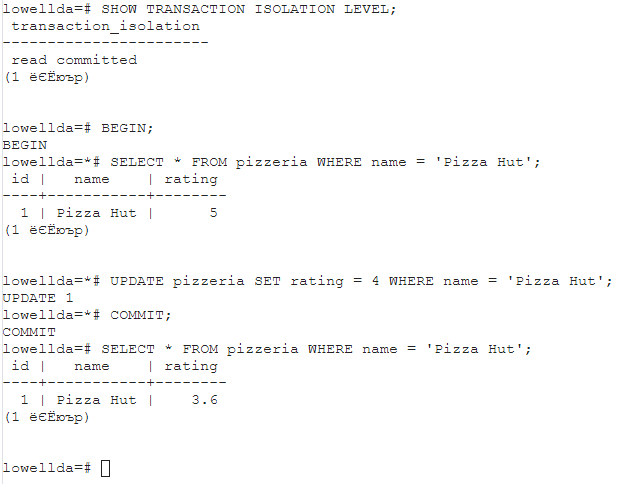 lowellda=# SHOW TRANSACTION ISOLATION LEVEL;
transaction_isolation
-----------------------
read committed
(1 ёЄЁюър)
lowellda=# BEGIN;
BEGIN
lowellda=*# SELECT * FROM pizzeria WHERE name = 'Pizza Hut';
id | name | rating
----+-----------+--------
1 | Pizza Hut | 5
(1 ёЄЁюър)
lowellda=*# UPDATE pizzeria SET rating = 4 WHERE name = 'Pizza Hut';
UPDATE 1
lowellda=*# COMMIT;
COMMIT
lowellda=# SELECT * FROM pizzeria WHERE name = 'Pizza Hut';
id | name | rating
----+-----------+--------
1 | Pizza Hut | 3.6
(1 ёЄЁюър)
lowellda=#